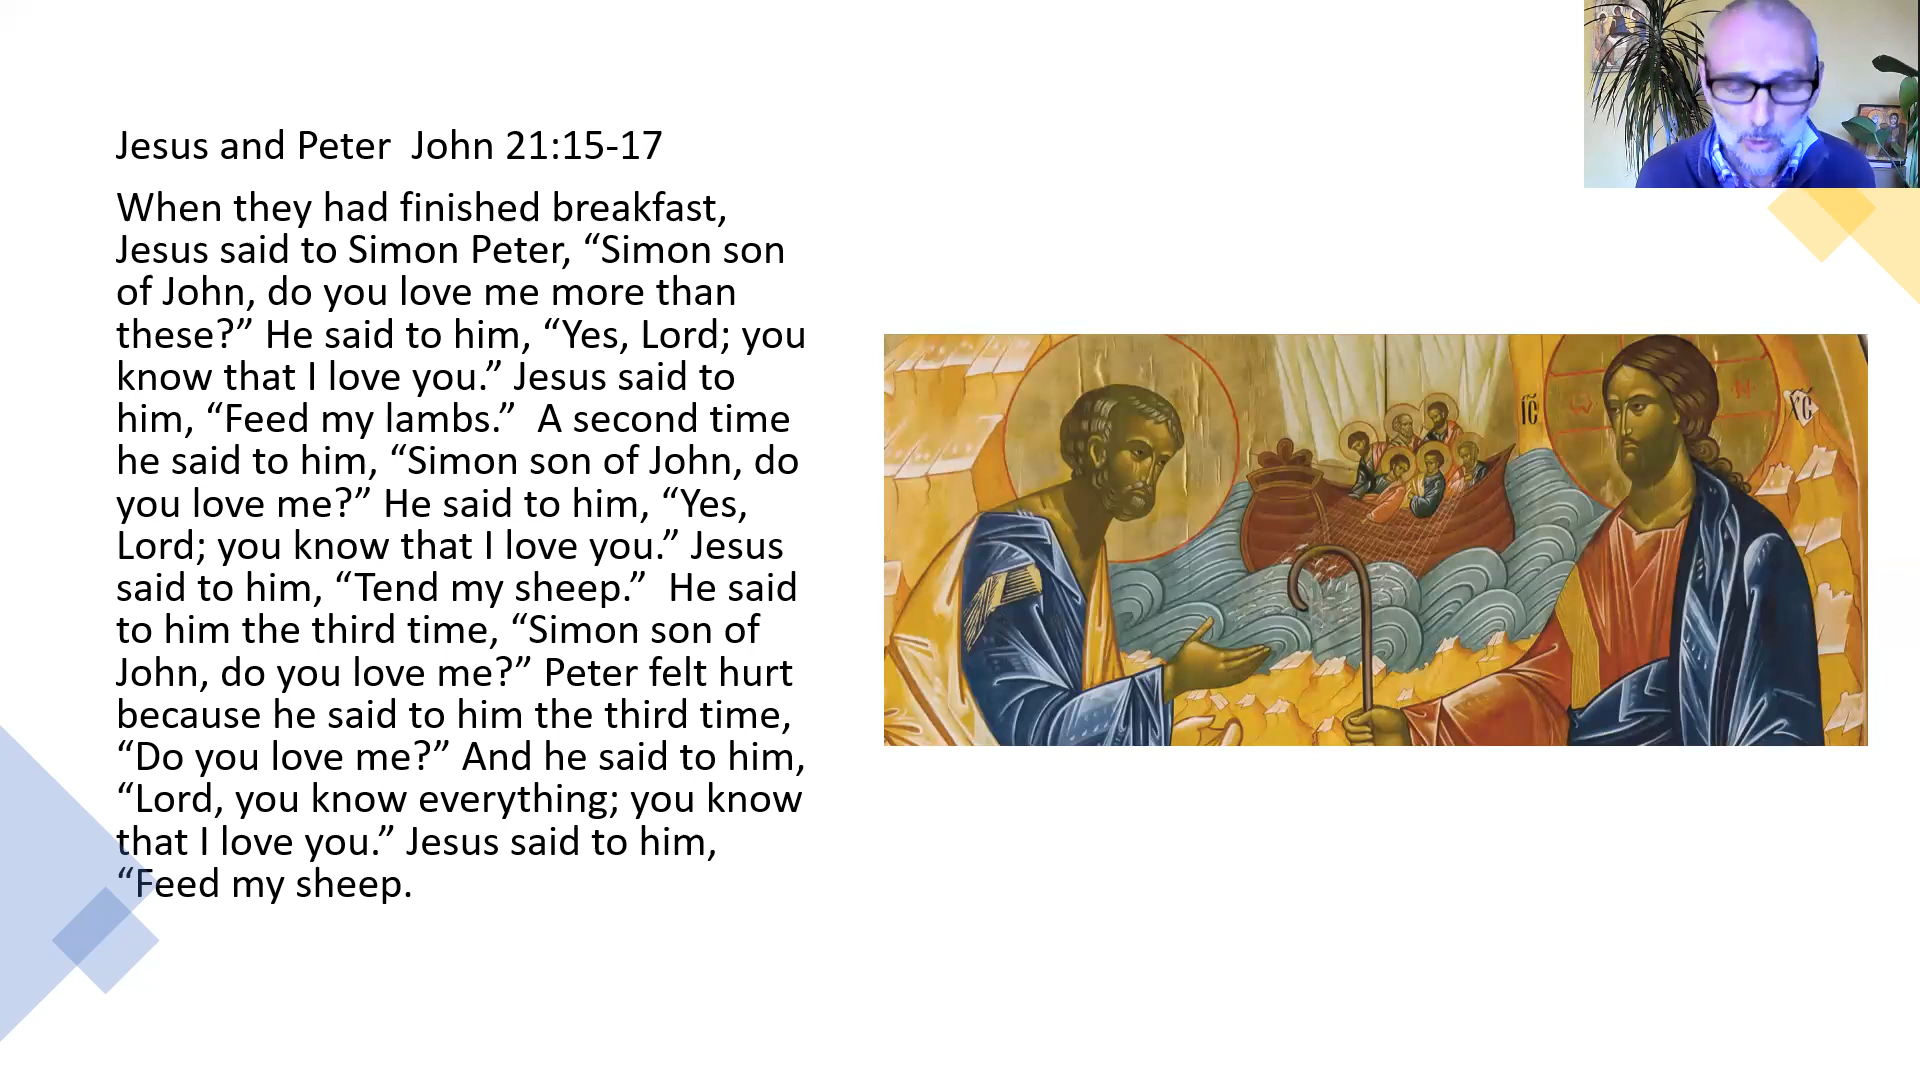 Jesus and Peter  John 21:15-17
When they had finished breakfast,
Jesus said to Simon Peter, “Simon son
of John, do you love me more than
these?” He said to him, “Yes, Lord; you
know that I love you.” Jesus said to
him, “Feed my lambs.”  A second time
he said to him, “Simon son of John, do
you love me?” He said to him, “Yes,
Lord; you know that I love you.” Jesus
said to him, “Tend my sheep.”  He said
to him the third time, “Simon son of
John, do you love me?” Peter felt hurt
because he said to him the third time,
“Do you love me?” And he said to him,
“Lord, you know everything; you know
that I love you.” Jesus said to him,
“Feed my sheep.
IC
XC